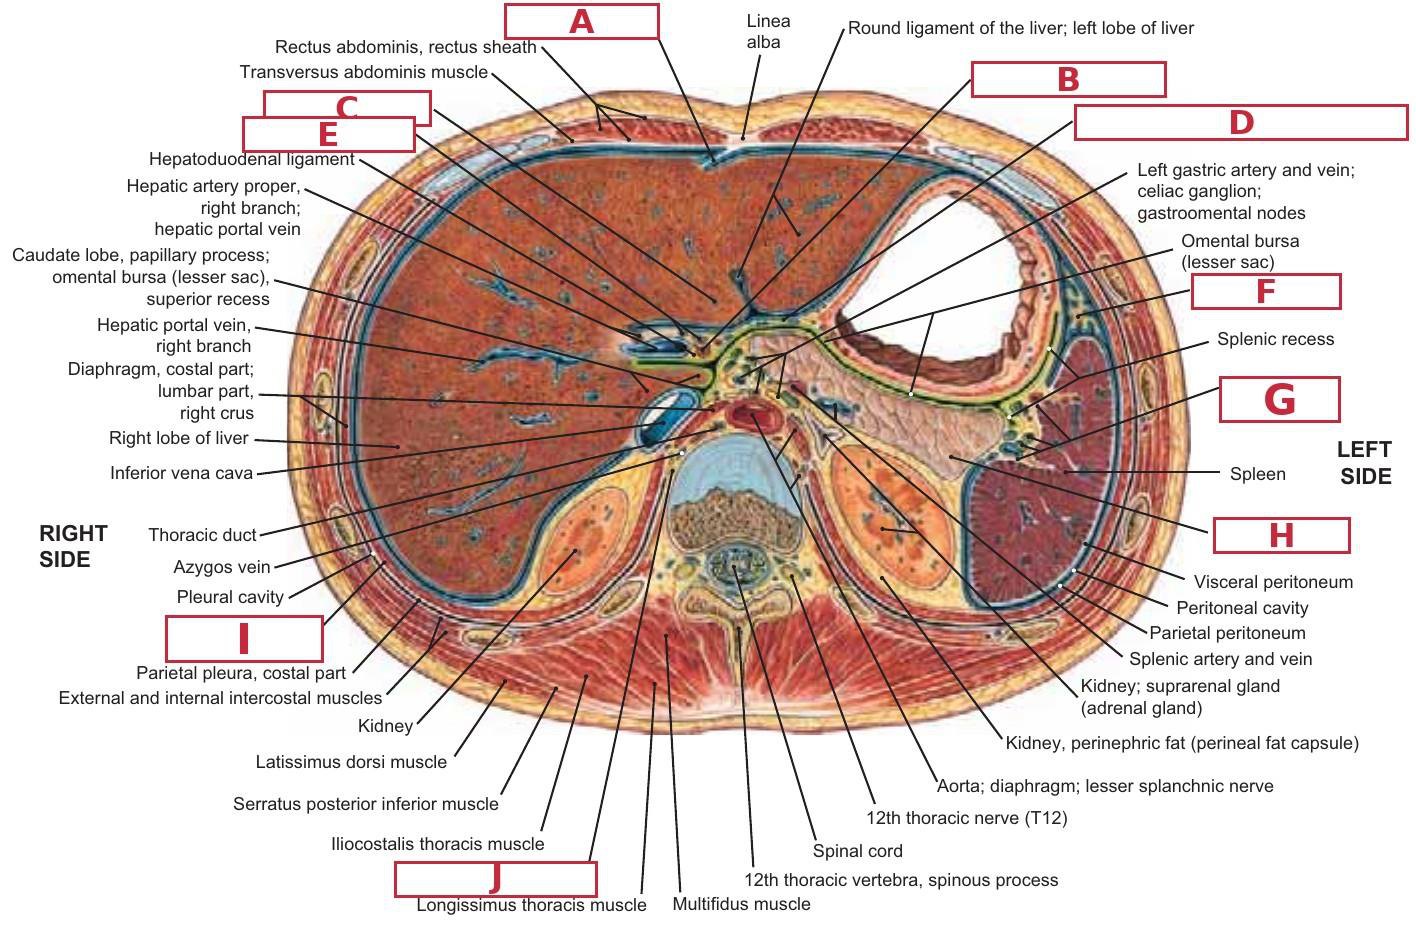 A
Linea
alba
Round ligament of the liver; left lobe of liver
Rectus abdominis, rectus sheath
Transversus abdominis muscle
B
C
D
E
Hepatoduodenal ligament
Hepatic artery proper,
right branch;
hepatic portal vein
Caudate lobe, papillary process;
omental bursa (lesser sac),
superior recess
Hepatic portal vein,
right branch
Diaphragm, costal part;
lumbar part,
right crus
Right lobe of liver
Inferior vena cava
RIGHT
SIDE
Thoracic duct
Azygos vein
Pleural cavity
I
Parietal pleura, costal part
External and internal intercostal muscles
Kidney
Latissimus dorsi muscle
Serratus posterior inferior muscle
Iliocostalis thoracis muscle
J
Longissimus thoracis muscle
Multifidus muscle
12th thoracic vertebra, spinous process
Spinal cord
12th thoracic nerve (T12)
Aorta; diaphragm; lesser splanchnic nerve
Kidney, perinephric fat (perineal fat capsule)
Kidney; suprarenal gland
(adrenal gland)
Splenic artery and vein
Parietal peritoneum
Peritoneal cavity
Visceral peritoneum
H
Spleen
LEFT
SIDE
G
Splenic recess
F
Omental bursa
(lesser sac)
Left gastric artery and vein;
celiac ganglion;
gastroomental nodes